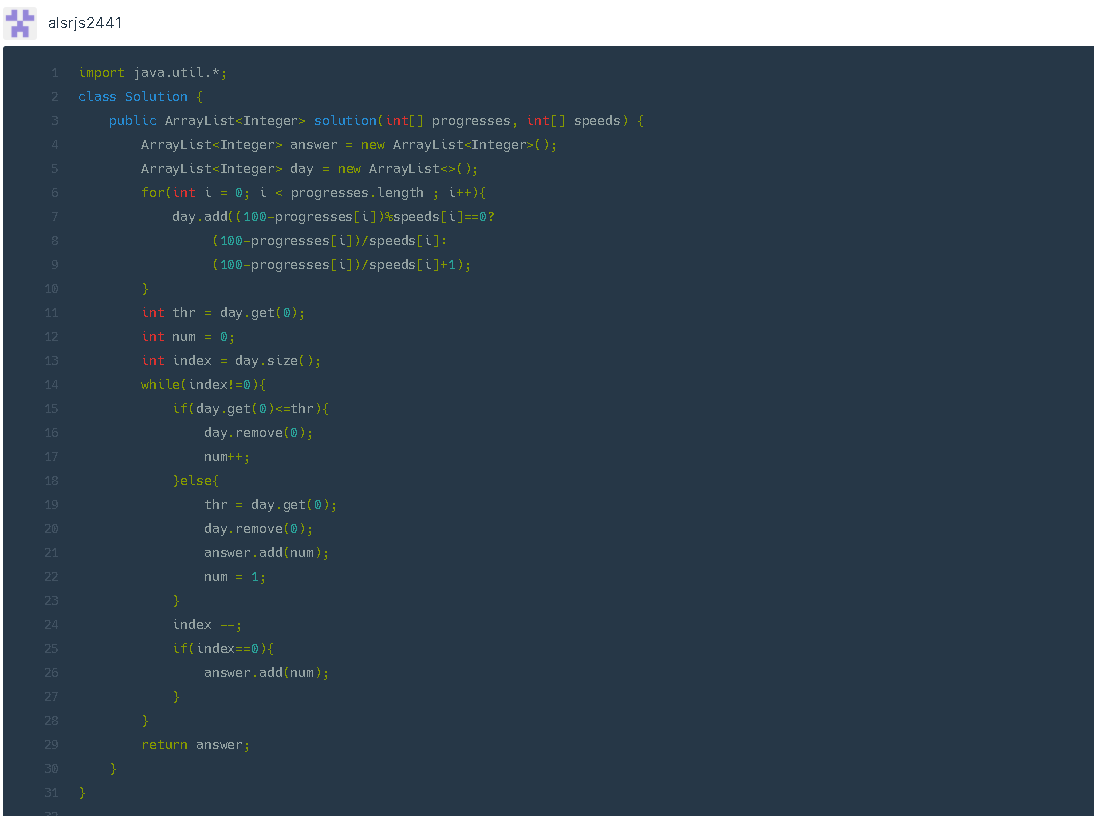 alsrjs2441
1 import java.util.*;
2 class Solution {
3     public ArrayList<Integer> solution(int[] progresses, int[] speeds) {
4         ArrayList<Integer> answer = new ArrayList<Integer>();
5         ArrayList<Integer> day = new ArrayList<>();
6         for(int i = 0; i < progresses.length ; i++){
7             day.add((100-progresses[i])%speeds[i]==0?
8                  (100-progresses[i])/speeds[i]:
9                  (100-progresses[i])/speeds[i]+1);
10         }
11         int thr = day.get(0);
12         int num = 0;
13         int index = day.size();
14         while(index!=0){
15             if(day.get(0)<=thr){
16                 day.remove(0);
17                 num++;
18             }else{
19                 thr = day.get(0);
20                 day.remove(0);
21                 answer.add(num);
22                 num = 1;
23             }
24             index --;
25             if(index==0){
26                 answer.add(num);
27             }
28         }
29         return answer;
30     }
31 }